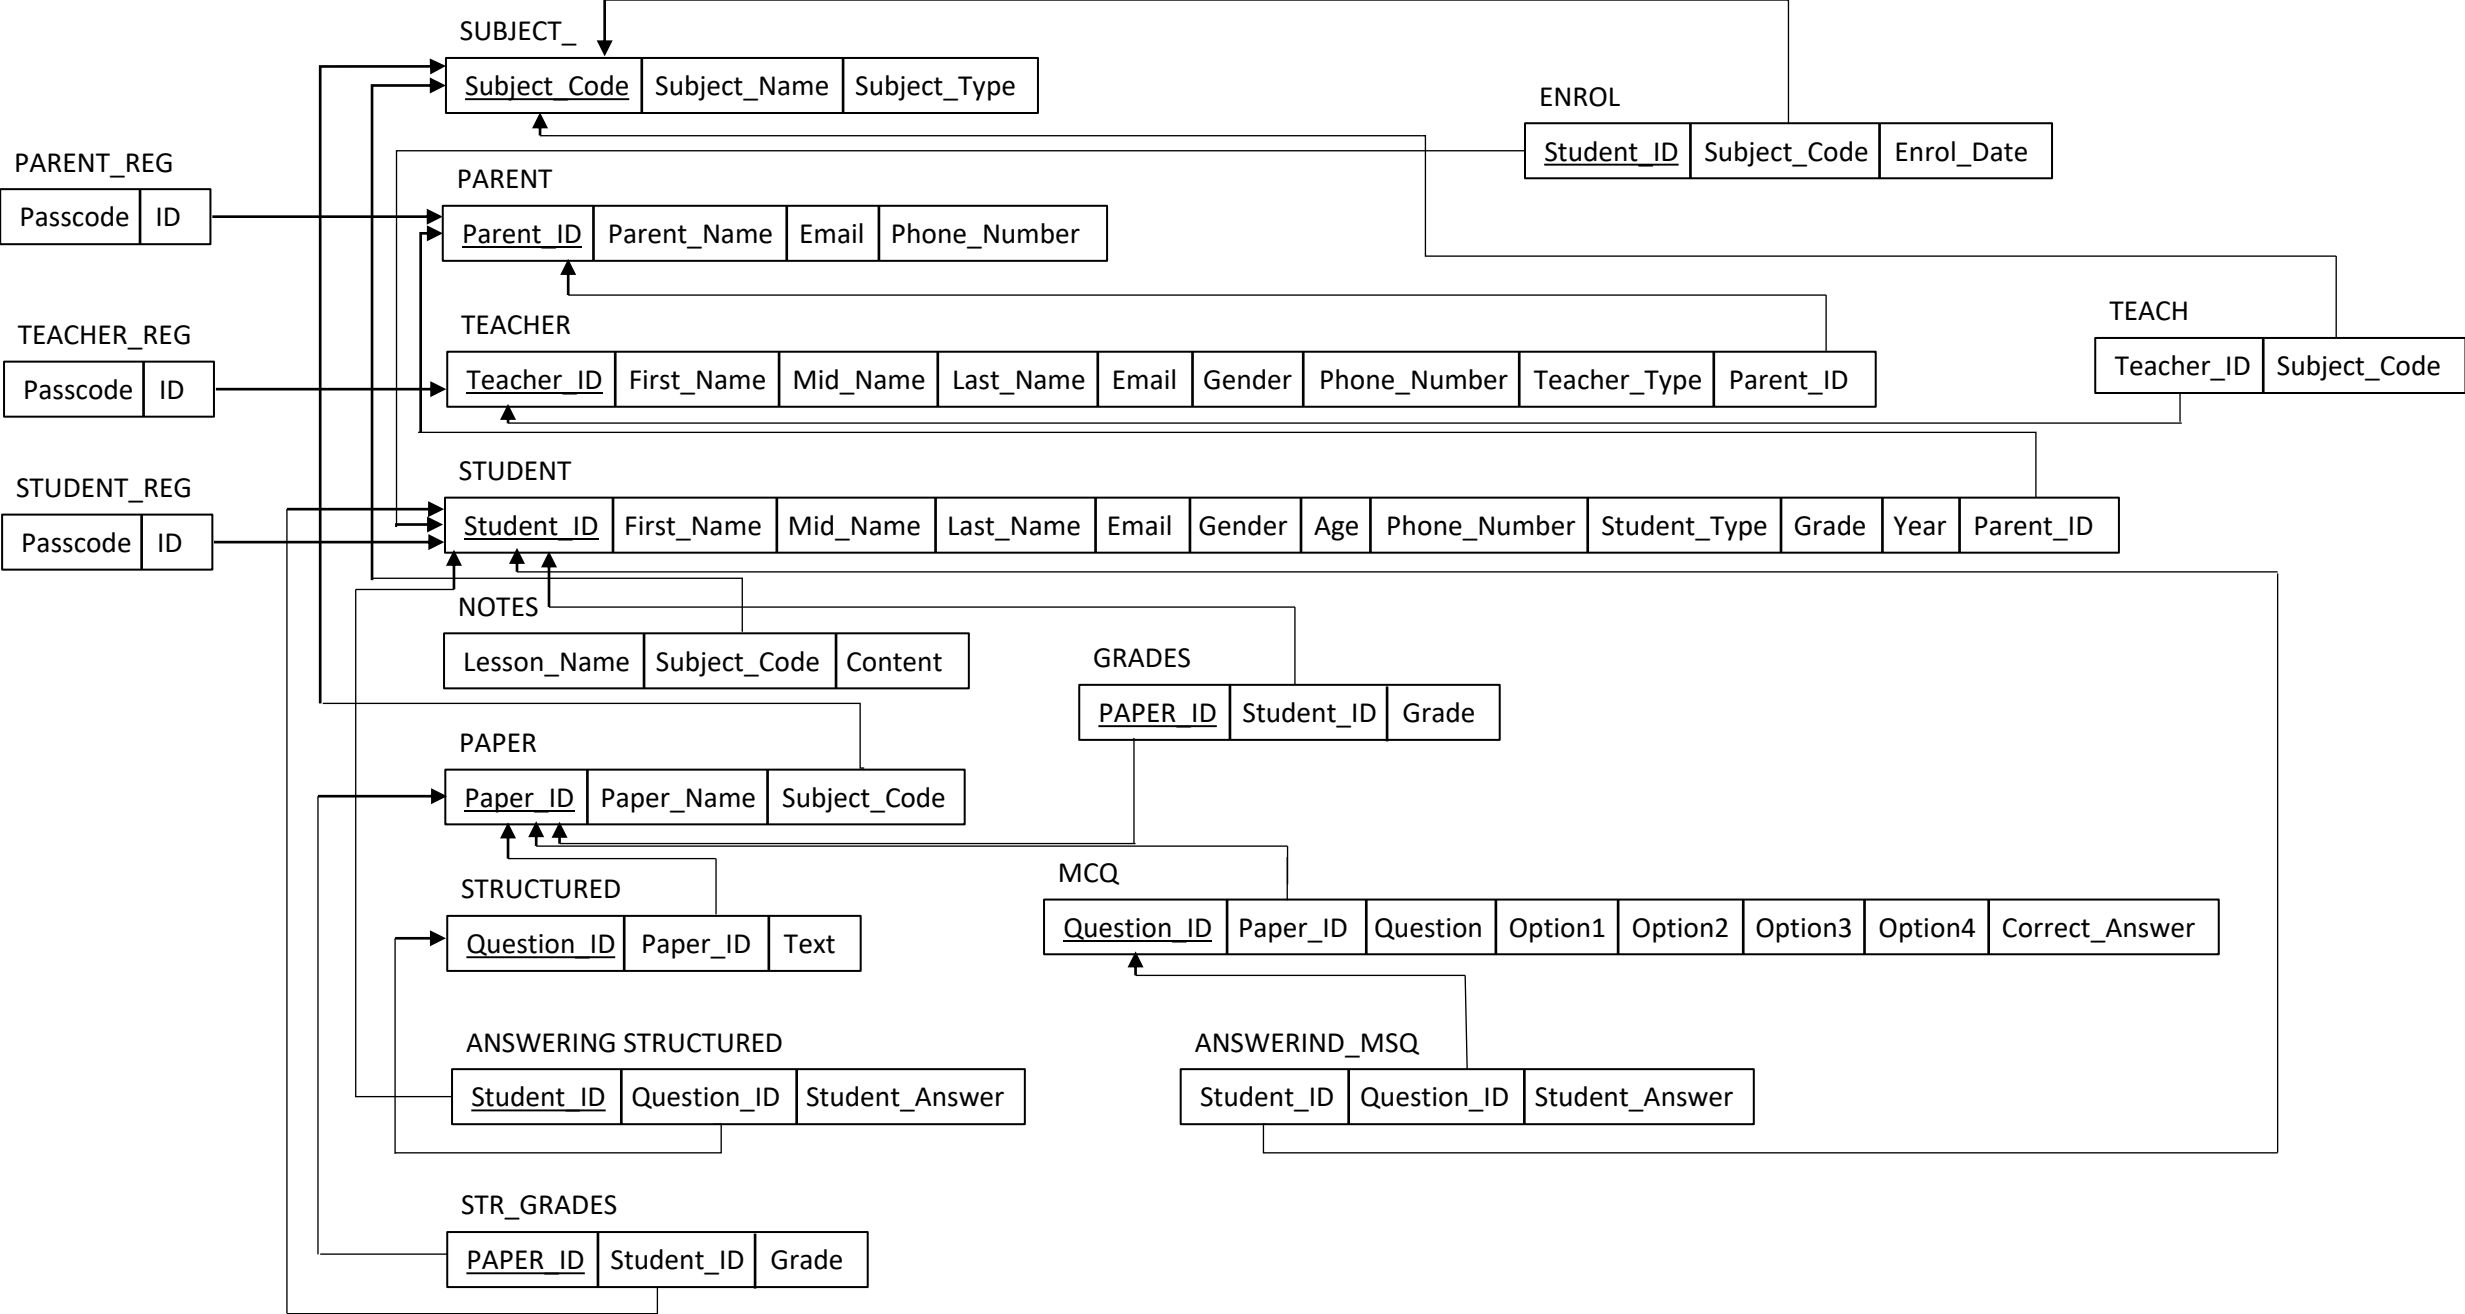 SUBJECT_
Subject_Code Subject_Name Subject_Type
ENROL
Student_ID Subject_Code Enrol_Date
PARENT_REG
Passcode ID
PARENT
Parent_ID Parent_Name Email Phone_Number
TEACHER_REG
Passcode ID
TEACHER
Teacher_ID First_Name Mid_Name Last_Name Email Gender Phone_Number Teacher_Type Parent_ID
TEACH
Teacher_ID Subject_Code
STUDENT_REG
Passcode ID
STUDENT
Student_ID First_Name Mid_Name Last_Name Email Gender Age Phone_Number Student_Type Grade Year Parent_ID
NOTES
Lesson_Name Subject_Code Content
GRADES
PAPER_ID Student_ID Grade
PAPER
Paper_ID Paper_Name Subject_Code
STRUCTURED
Question_ID Paper_ID Text
MCQ
Question_ID Paper_ID Question Option1 Option2 Option3 Option4 Correct_Answer
ANSWERING STRUCTURED
Student_ID Question_ID Student_Answer
ANSWERIND_MSQ
Student_ID Question_ID Student_Answer
STR_GRADES
PAPER_ID Student_ID Grade